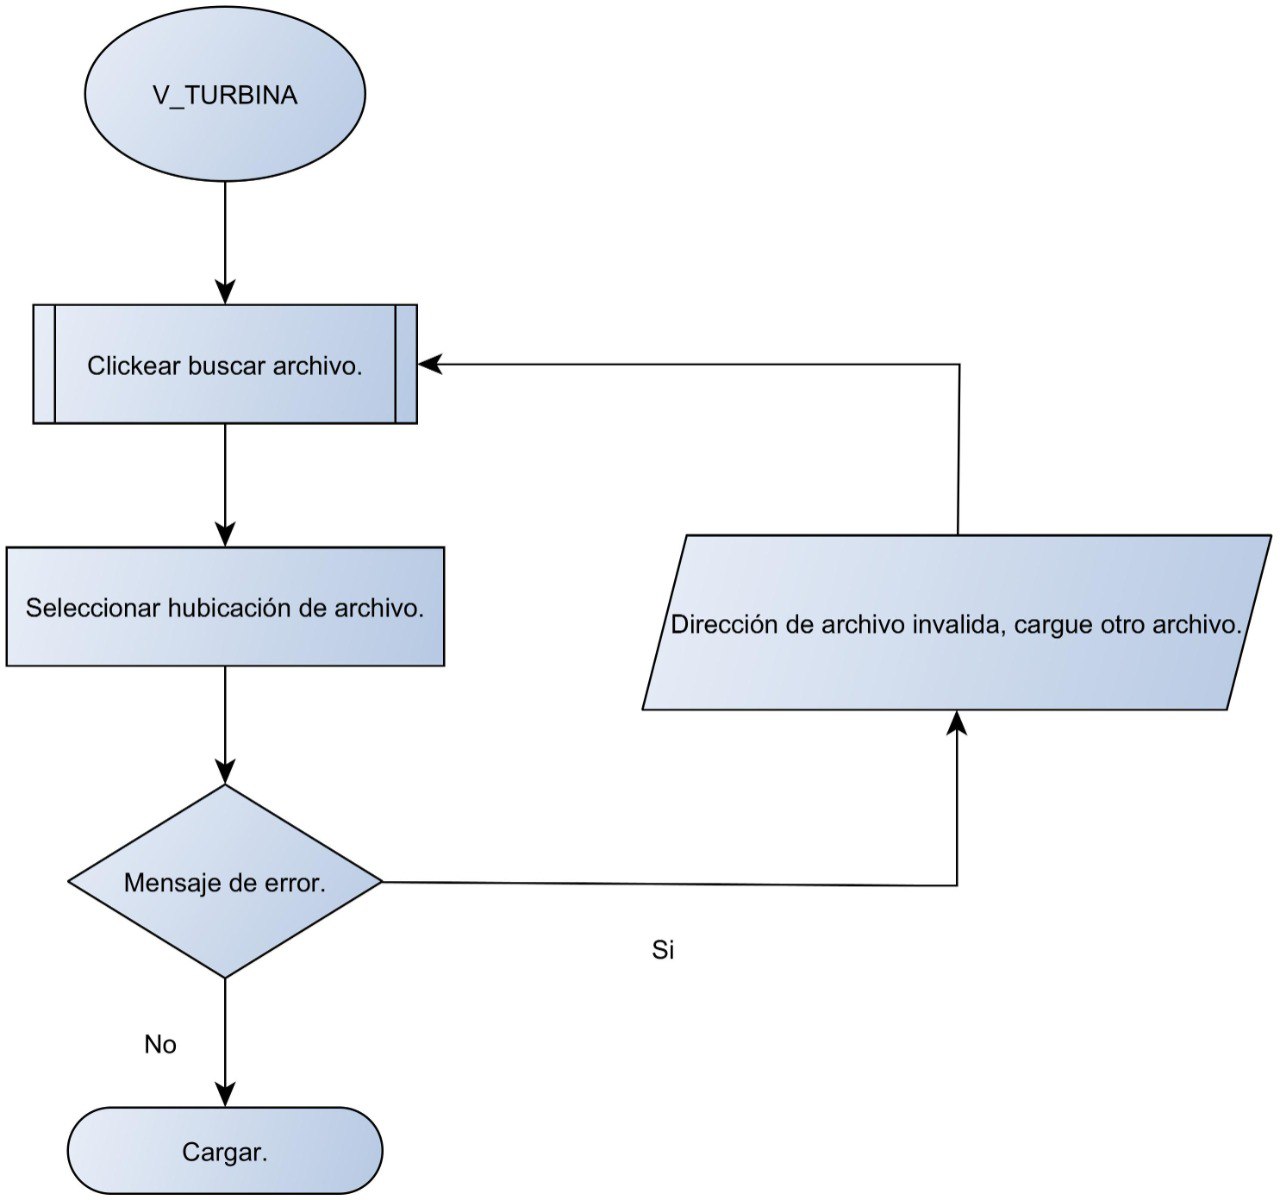 V_TURBINA
Clickear buscar archivo.
Seleccionar hubicación de archivo.
Dirección de archivo invalida, cargue otro archivo.
Mensaje de error.
Si
No
Cargar.